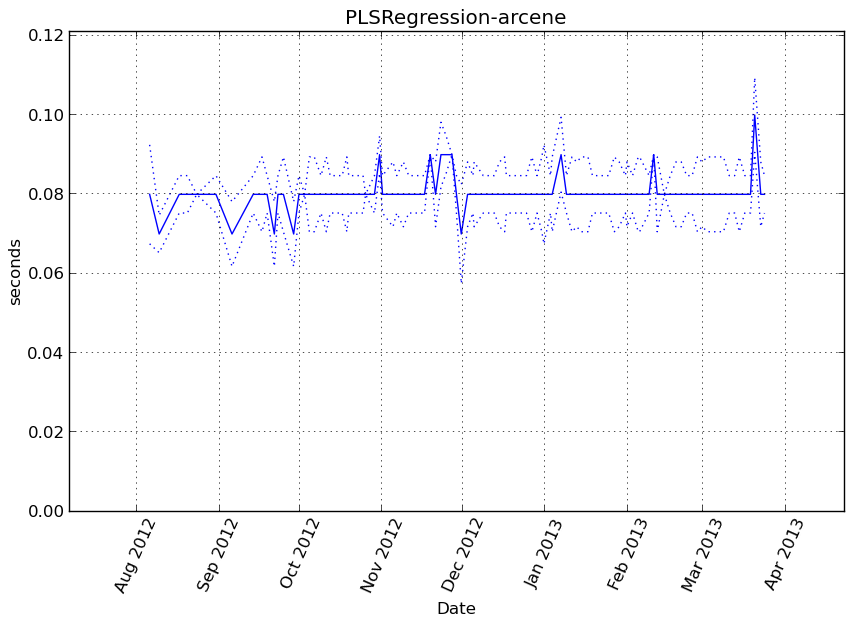 PLSRegression-arcene
0.12
0.10
0.08
0.06
0.04
0.02
0.00
seconds
Aug 2012
Sep 2012
Oct 2012
Nov 2012
Dec 2012
Jan 2013
Feb 2013
Mar 2013
Apr 2013
Date